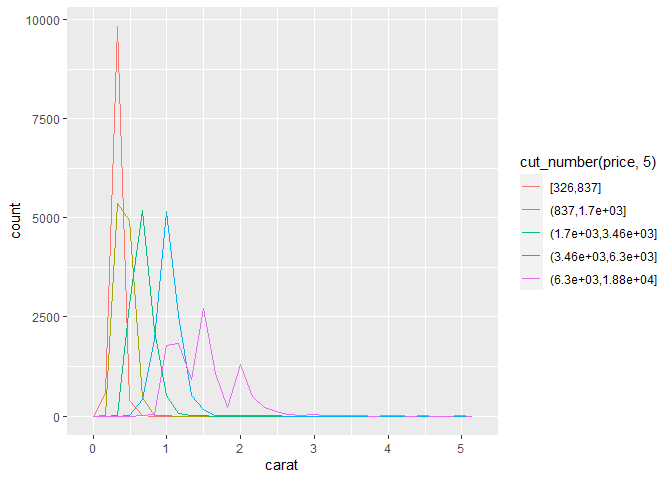 10000
7500
5000
2500
0
count
0 1 2 3 4 5
carat
cut_number(price, 5)
[326,837]
(837,1.7e+03]
(1.7e+03,3.46e+03]
(3.46e+03,6.3e+03]
(6.3e+03,1.88e+04]